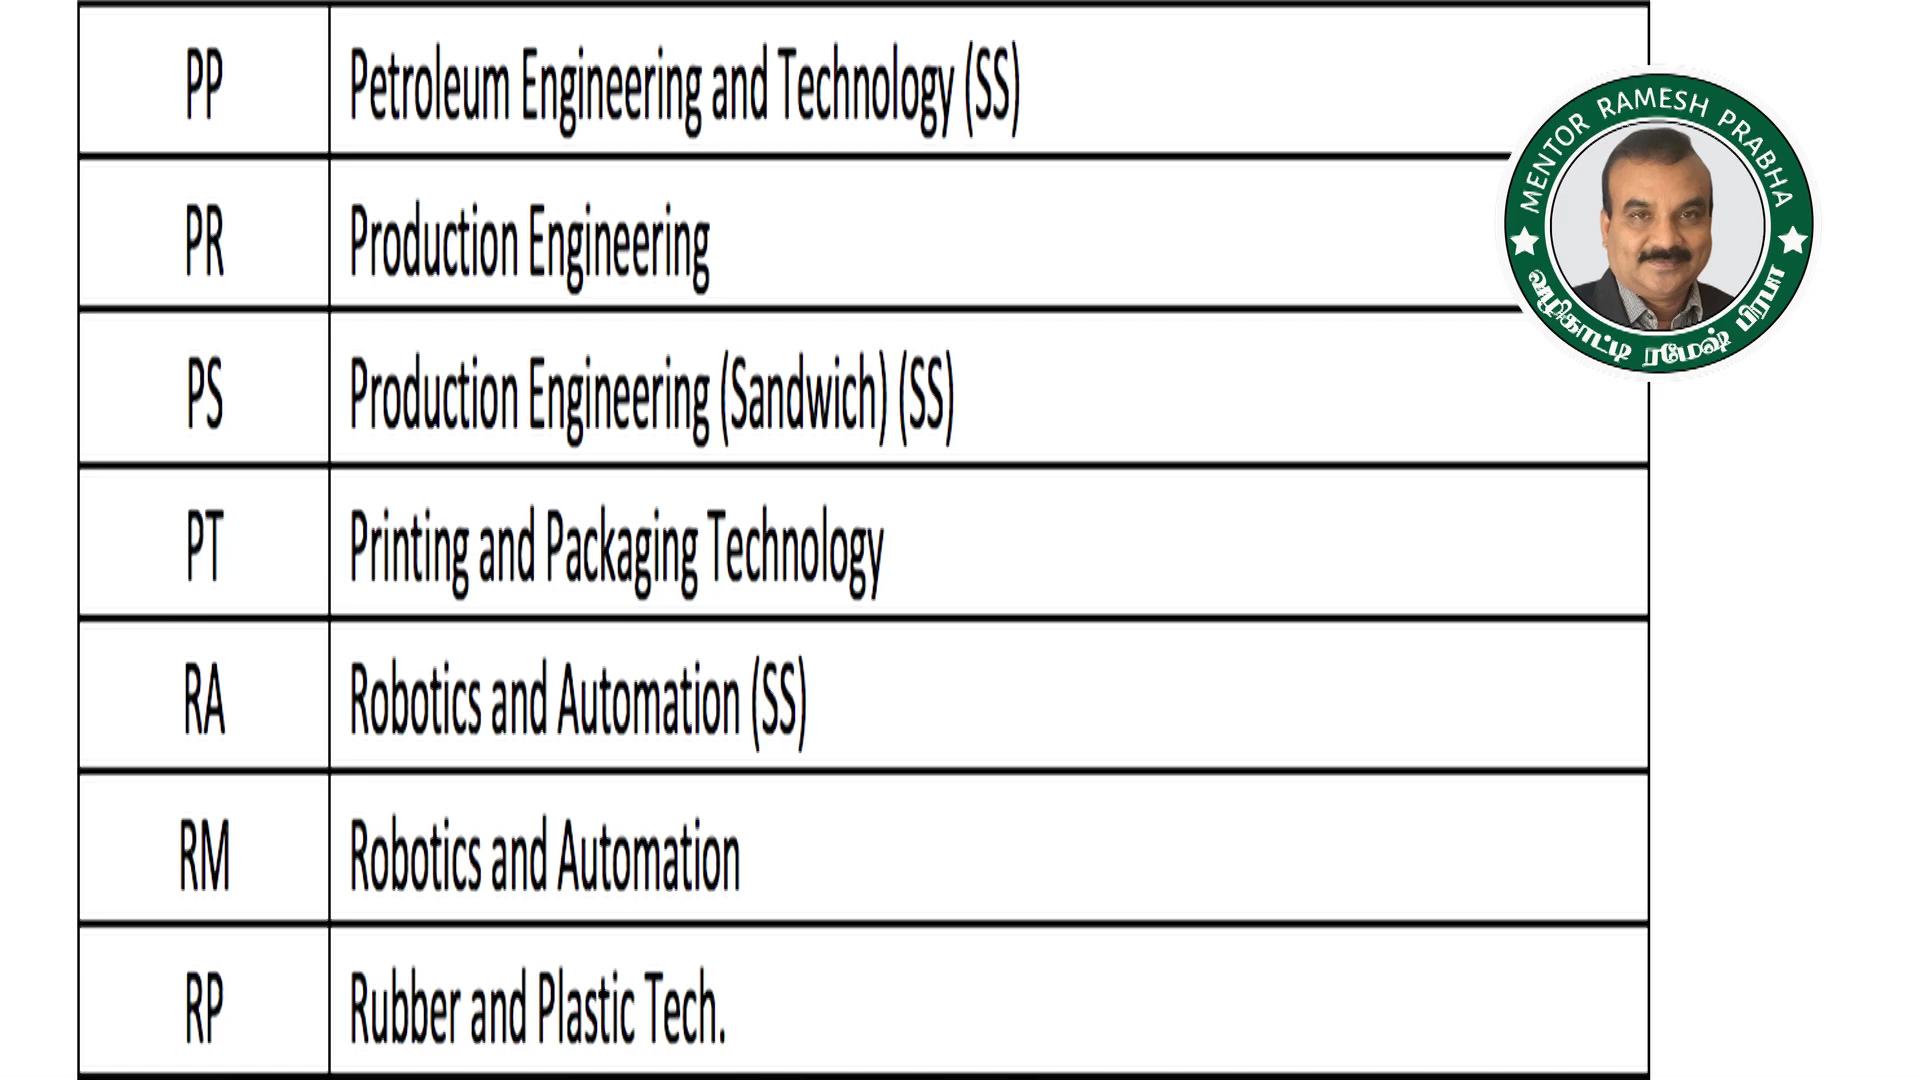 PP Petroleum Engineering and Technology (SS)
PR Production Engineering
PS Production Engineering (Sandwich) (SS)
PT Printing and Packaging Technology
RA Robotics and Automation (SS)
RM Robotics and Automation
RP Rubber and Plastic Tech.
MENTOR RAMESH PRABHA
வழிகாட்டி ரமேஷ் பிரபா